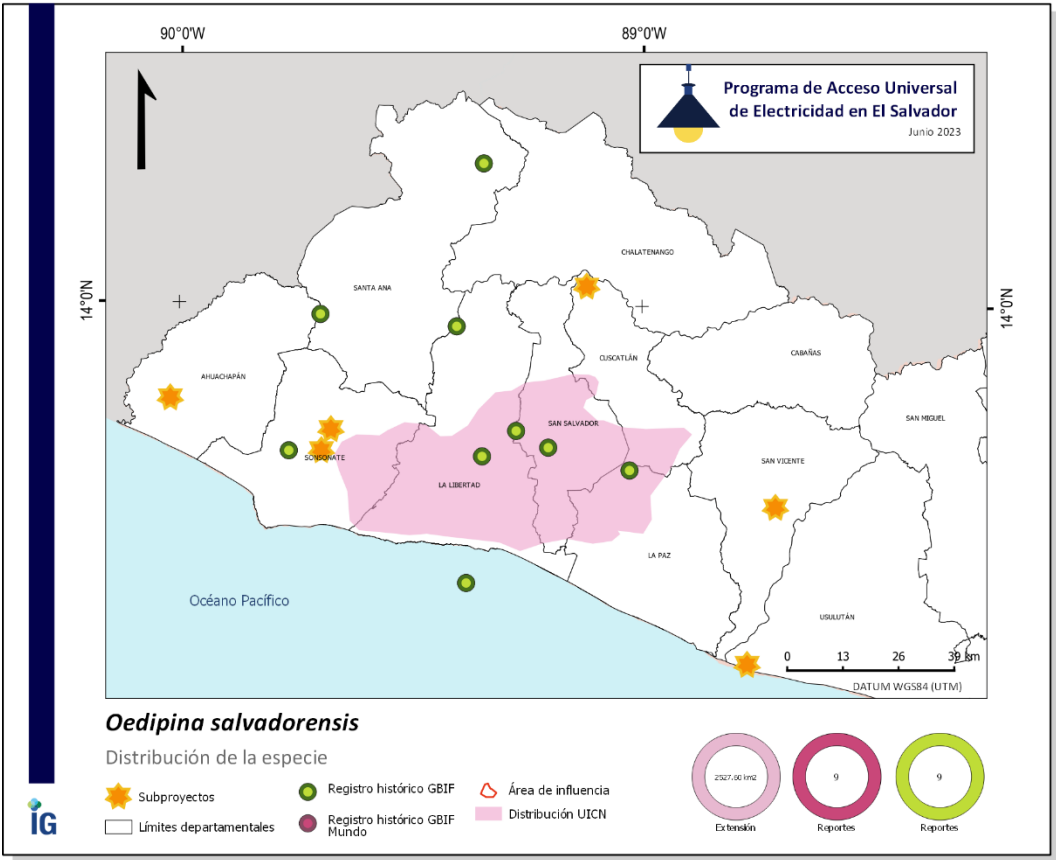 90°0'W
89°0'W
Programa de Acceso Universal
de Electricidad en El Salvador
Junio 2023
14°0'N
14°0'N
CHALATENANGO
SANTA ANA
CUSCATLÁN
CABAÑAS
AHUACHAPÁN
SAN MIGUEL
SAN SALVADOR
SONSONATE
SAN VICENTE
LA LIBERTAD
LA PAZ
Océano Pacífico
USULUTÁN
0 13 26 39 km
DATUM WGS84 (UTM)
Oedipina salvadorensis
Distribución de la especie
Subproyectos
Límites departamentales
Registro histórico GBIF
Registro histórico GBIF
Mundo
Área de influencia
Distribución UICN
2527.60 km2
Extensión
9
Reportes
9
Reportes
iG